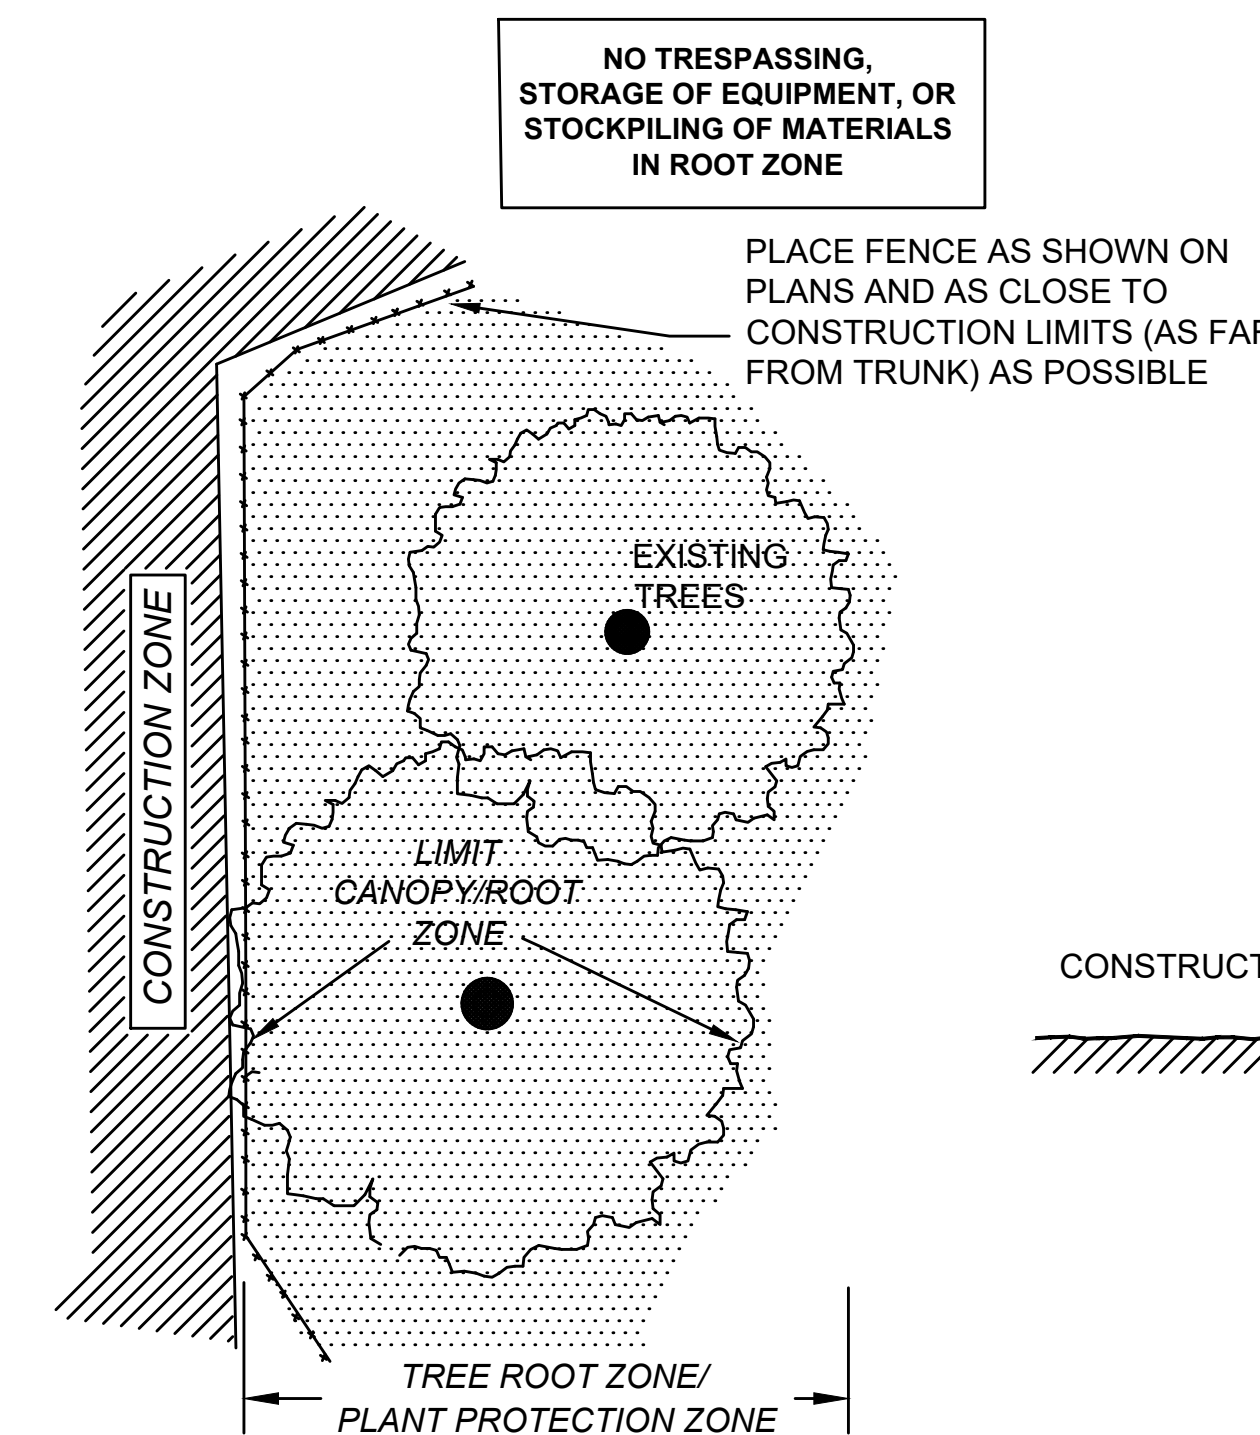 NO TRESPASSING,
STORAGE OF EQUIPMENT, OR
STOCKPILING OF MATERIALS
IN ROOT ZONE
PLACE FENCE AS SHOWN ON
PLANS AND AS CLOSE TO
CONSTRUCTION LIMITS (AS
FROM TRUNK) AS POSSIBLE
EXISTING
TREES
CONSTRUCTION ZONE
LIMIT
CANOPY/ROOT
ZONE
TREE ROOT ZONE/
PLANT PROTECTION ZONE